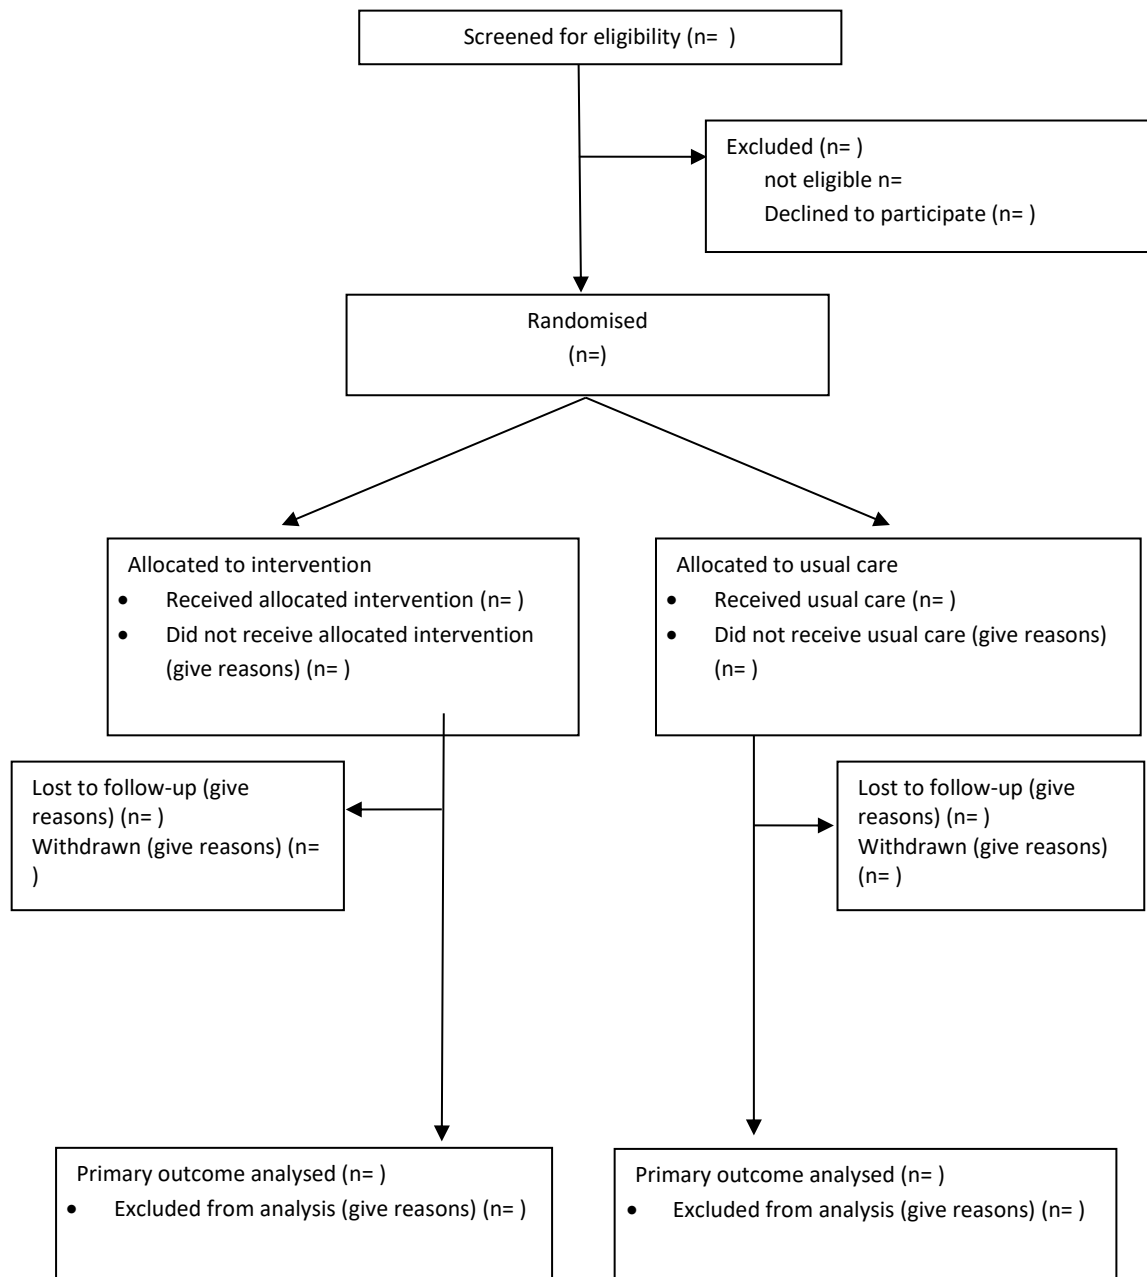 Screened for eligibility (n=  )
Excluded (n= )
not eligible n=
Declined to participate (n= )
Randomised
(n=)
Allocated to intervention
• Received allocated intervention (n= )
• Did not receive allocated intervention
(give reasons) (n= )
Allocated to usual care
• Received usual care (n= )
• Did not receive usual care (give reasons)
(n= )
Lost to follow-up (give
reasons) (n= )
Withdrawn (give reasons) (n=
)
Lost to follow-up (give
reasons) (n= )
Withdrawn (give reasons)
(n= )
Primary outcome analysed (n= )
• Excluded from analysis (give reasons) (n= )
Primary outcome analysed (n= )
• Excluded from analysis (give reasons) (n= )